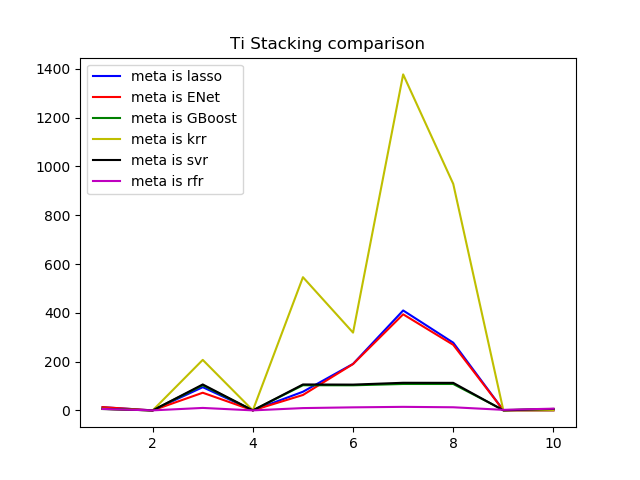 Ti Stacking comparison
meta is lasso
meta is ENet
meta is GBoost
meta is krr
meta is svr
meta is rfr
1400
1200
1000
800
600
400
200
0
2 4 6 8 10